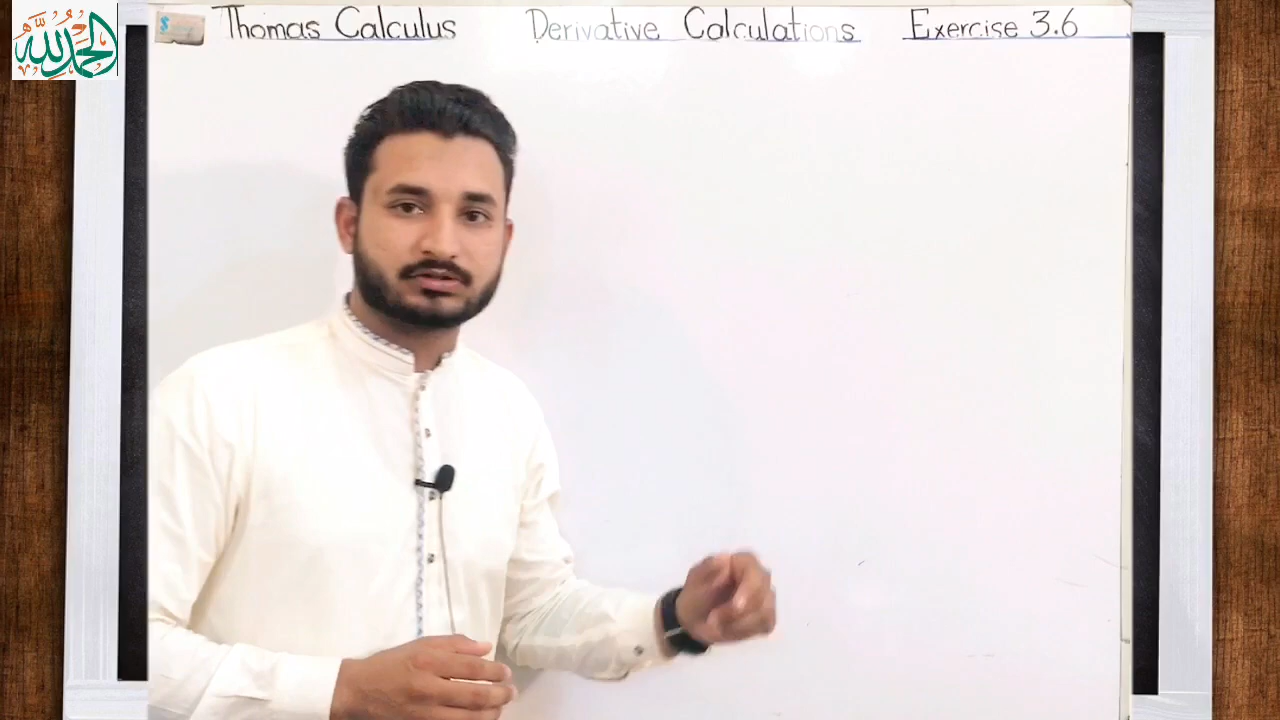 الحمد لله
Thomas Calculus Derivative Calculations Exercise 3.6